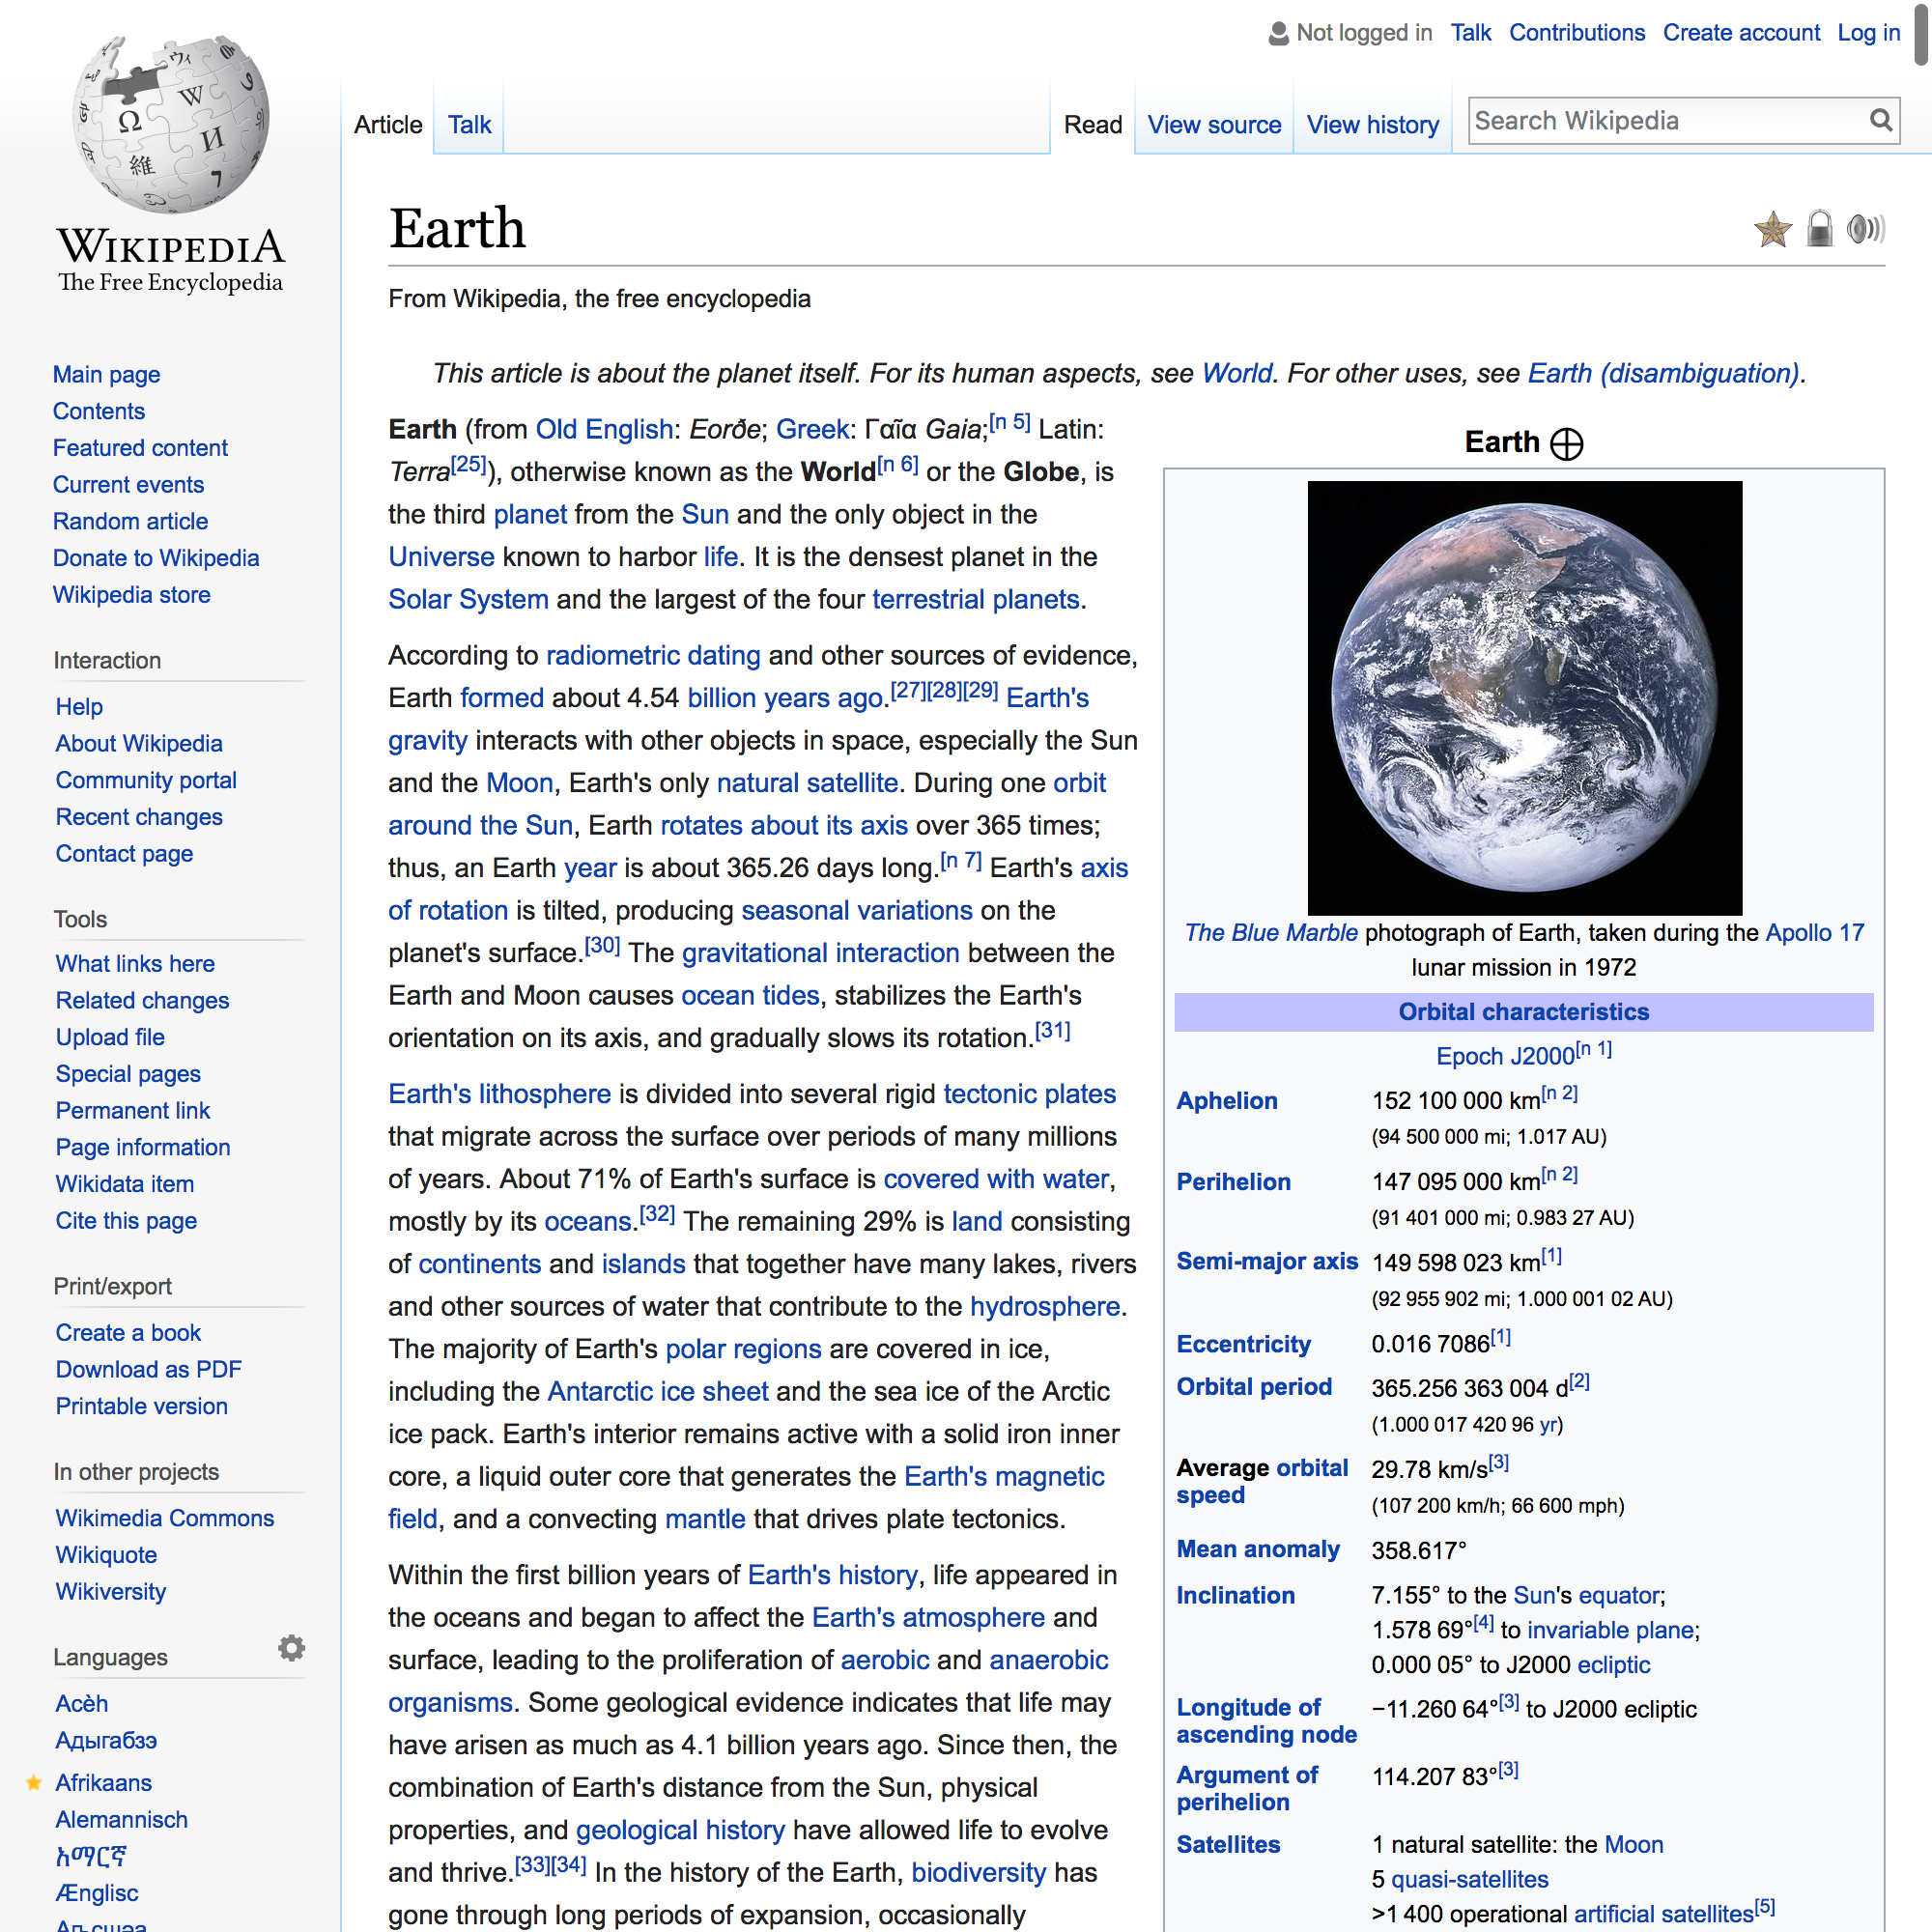 Not logged in Talk Contributions Create account Log in
Article Talk Read View source View history Search Wikipedia
WIKIPEDIA
The Free Encyclopedia
Main page
Contents
Featured content
Current events
Random article
Donate to Wikipedia
Wikipedia store
Interaction
Help
About Wikipedia
Community portal
Recent changes
Contact page
Tools
What links here
Related changes
Upload file
Special pages
Permanent link
Page information
Wikidata item
Cite this page
Print/export
Create a book
Download as PDF
Printable version
In other projects
Wikimedia Commons
Wikiquote
Wikiversity
Languages
Acèh
Адыгабзэ
Afrikaans
Alemannisch
አማርኛ
Ænglisc
Earth
From Wikipedia, the free encyclopedia
This article is about the planet itself. For its human aspects, see World. For other uses, see Earth (disambiguation).
Earth (from Old English: Eorðe; Greek: Γαῖα Gaia;[n 5] Latin:
Terra[25]), otherwise known as the World[n 6] or the Globe, is
the third planet from the Sun and the only object in the
Universe known to harbor life. It is the densest planet in the
Solar System and the largest of the four terrestrial planets.
According to radiometric dating and other sources of evidence,
Earth formed about 4.54 billion years ago.[27][28][29] Earth's
gravity interacts with other objects in space, especially the Sun
and the Moon, Earth's only natural satellite. During one orbit
around the Sun, Earth rotates about its axis over 365 times;
thus, an Earth year is about 365.26 days long.[n 7] Earth's axis
of rotation is tilted, producing seasonal variations on the
planet's surface.[30] The gravitational interaction between the
Earth and Moon causes ocean tides, stabilizes the Earth's
orientation on its axis, and gradually slows its rotation.[31]
Earth's lithosphere is divided into several rigid tectonic plates
that migrate across the surface over periods of many millions
of years. About 71% of Earth's surface is covered with water,
mostly by its oceans.[32] The remaining 29% is land consisting
of continents and islands that together have many lakes, rivers
and other sources of water that contribute to the hydrosphere.
The majority of Earth's polar regions are covered in ice,
including the Antarctic ice sheet and the sea ice of the Arctic
ice pack. Earth's interior remains active with a solid iron inner
core, a liquid outer core that generates the Earth's magnetic
field, and a convecting mantle that drives plate tectonics.
Within the first billion years of Earth's history, life appeared in
the oceans and began to affect the Earth's atmosphere and
surface, leading to the proliferation of aerobic and anaerobic
organisms. Some geological evidence indicates that life may
have arisen as much as 4.1 billion years ago. Since then, the
combination of Earth's distance from the Sun, physical
properties, and geological history have allowed life to evolve
and thrive.[33][34] In the history of the Earth, biodiversity has
gone through long periods of expansion, occasionally
Earth
The Blue Marble photograph of Earth, taken during the Apollo 17
lunar mission in 1972
Orbital characteristics
Epoch J2000[n 1]
Aphelion 152 100 000 km[n 2]
(94 500 000 mi; 1.017 AU)
Perihelion 147 095 000 km[n 2]
(91 401 000 mi; 0.983 27 AU)
Semi-major axis 149 598 023 km[1]
(92 955 902 mi; 1.000 001 02 AU)
Eccentricity 0.016 7086[1]
Orbital period 365.256 363 004 d[2]
(1.000 017 420 96 yr)
Average orbital speed 29.78 km/s[3]
(107 200 km/h; 66 600 mph)
Mean anomaly 358.617°
Inclination 7.155° to the Sun's equator;
1.578 69°[4] to invariable plane;
0.000 05° to J2000 ecliptic
Longitude of ascending node −11.260 64°[3] to J2000 ecliptic
Argument of perihelion 114.207 83°[3]
Satellites 1 natural satellite: the Moon
5 quasi-satellites
>1 400 operational artificial satellites[5]